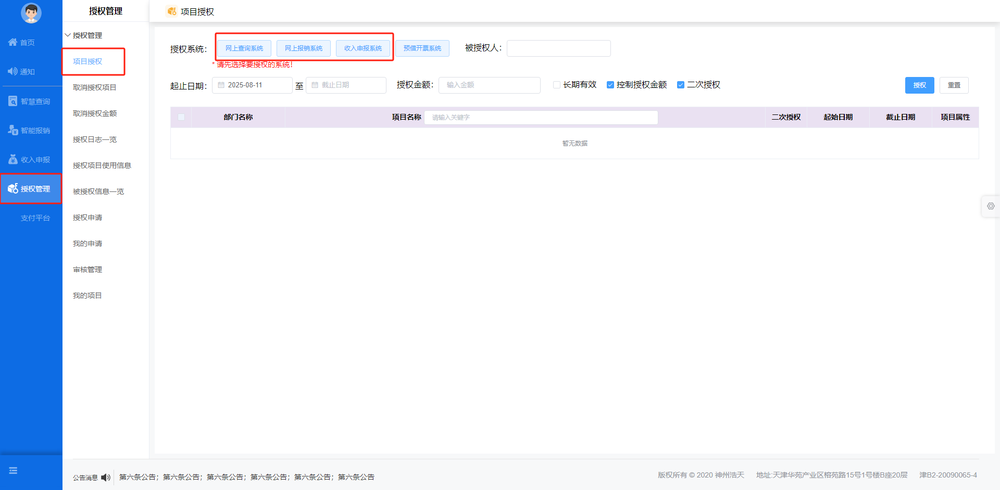 首页
通知
智慧查询
智能报销
收入申报
授权管理
支付平台
授权管理
授权管理
项目授权
取消授权项目
取消授权金额
授权日志一览
授权项目使用信息
被授权信息一览
授权申请
我的申请
审核管理
我的项目
项目授权
授权系统： 网上查询系统 网上报销系统 收入申报系统 预借开票系统 被授权人：
* 请先选择要授权的系统！
起止日期： 2025-08-11 至 截止日期 授权金额： 输入金额 长期有效 控制授权金额 二次授权 授权 重置
部门名称 项目名称 请输入关键字 二次授权 起始日期 截止日期 项目属性
暂无数据
公告消息 第六条公告；第六条公告；第六条公告；第六条公告；第六条公告；第六条公告
版权所有 © 2020 神州浩天 地址:天津华苑产业区榕苑路15号1号楼B座20层 津B2-20090065-4